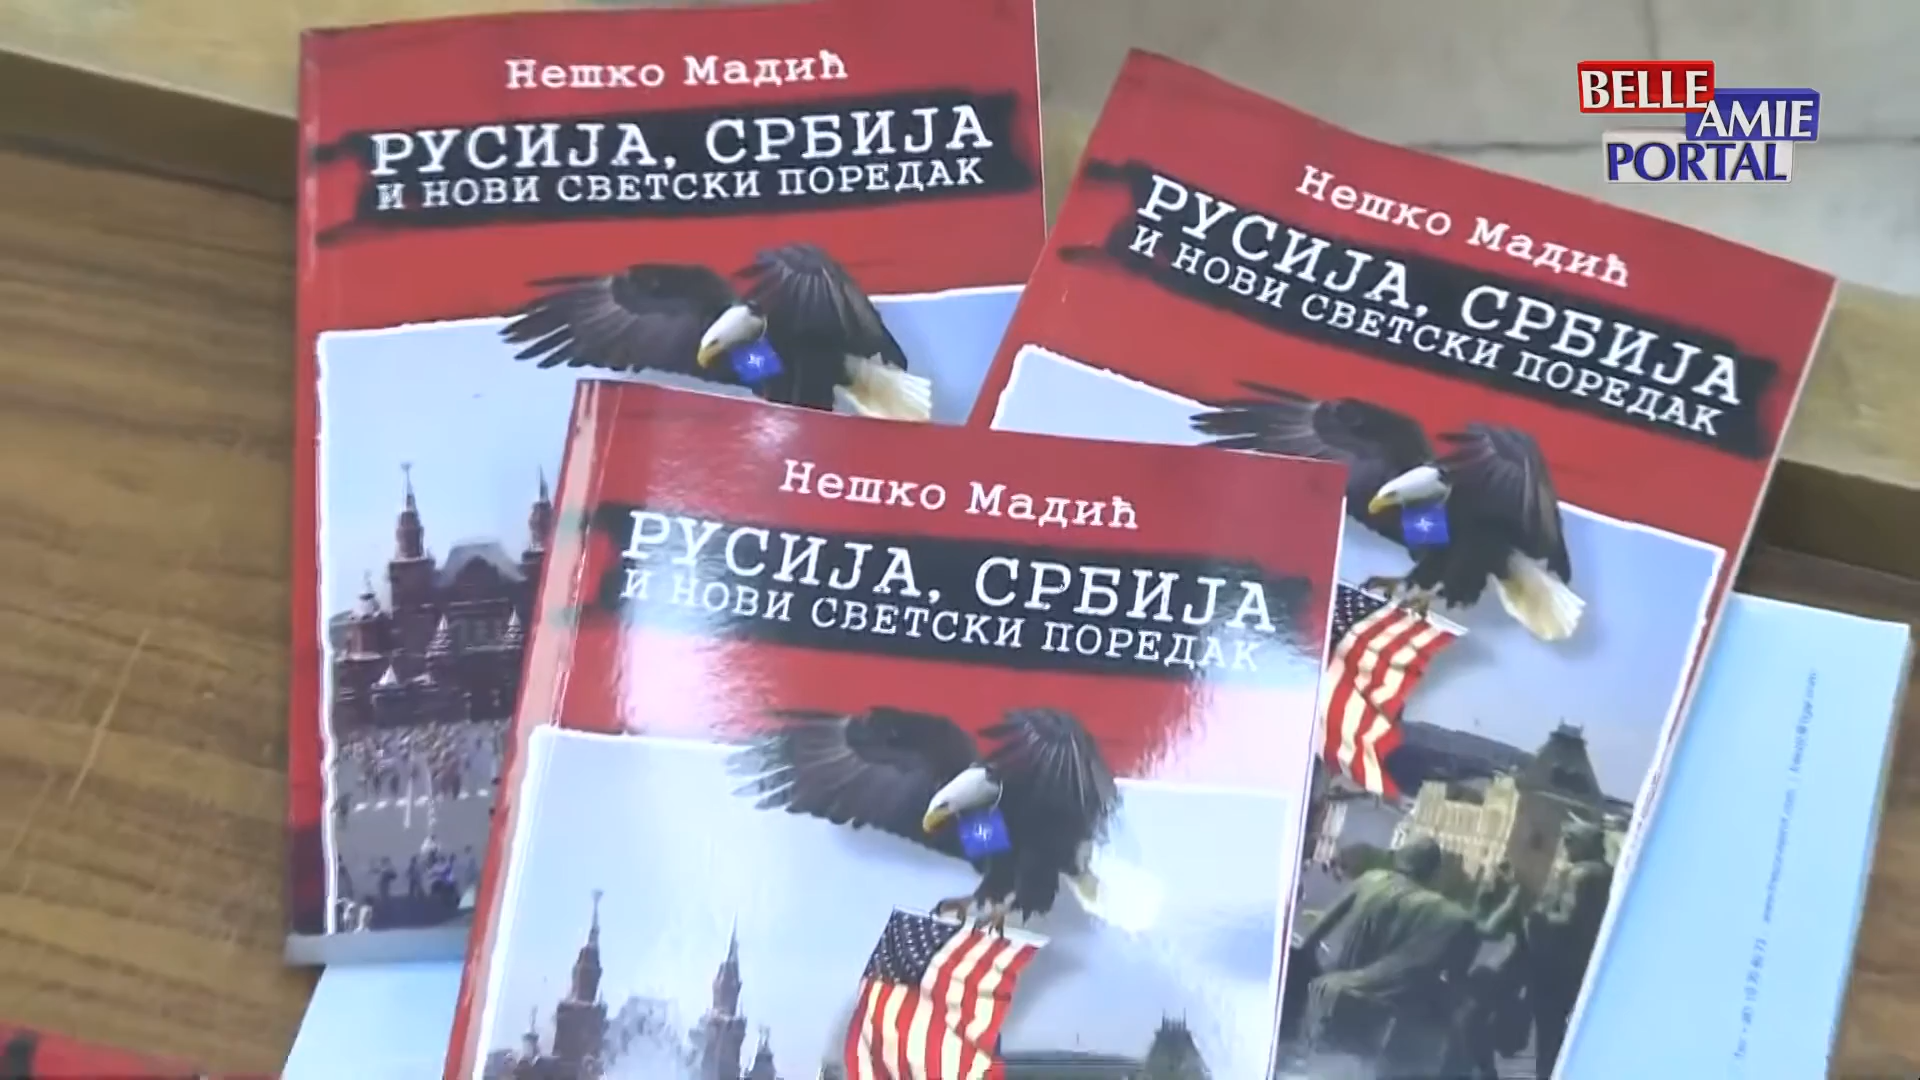 Нешко Мадић
РУСИЈА, СРБИЈА
И НОВИ СВЕТСКИ ПОРЕДАК
BELLE
AMIE
PORTAL
Нешко Мадић
РУСИЈА, СРБИЈА
И НОВИ СВЕТСКИ ПОРЕДАК
Нешко Мадић
РУСИЈА, СРБИЈА
И НОВИ СВЕТСКИ ПОРЕДАК